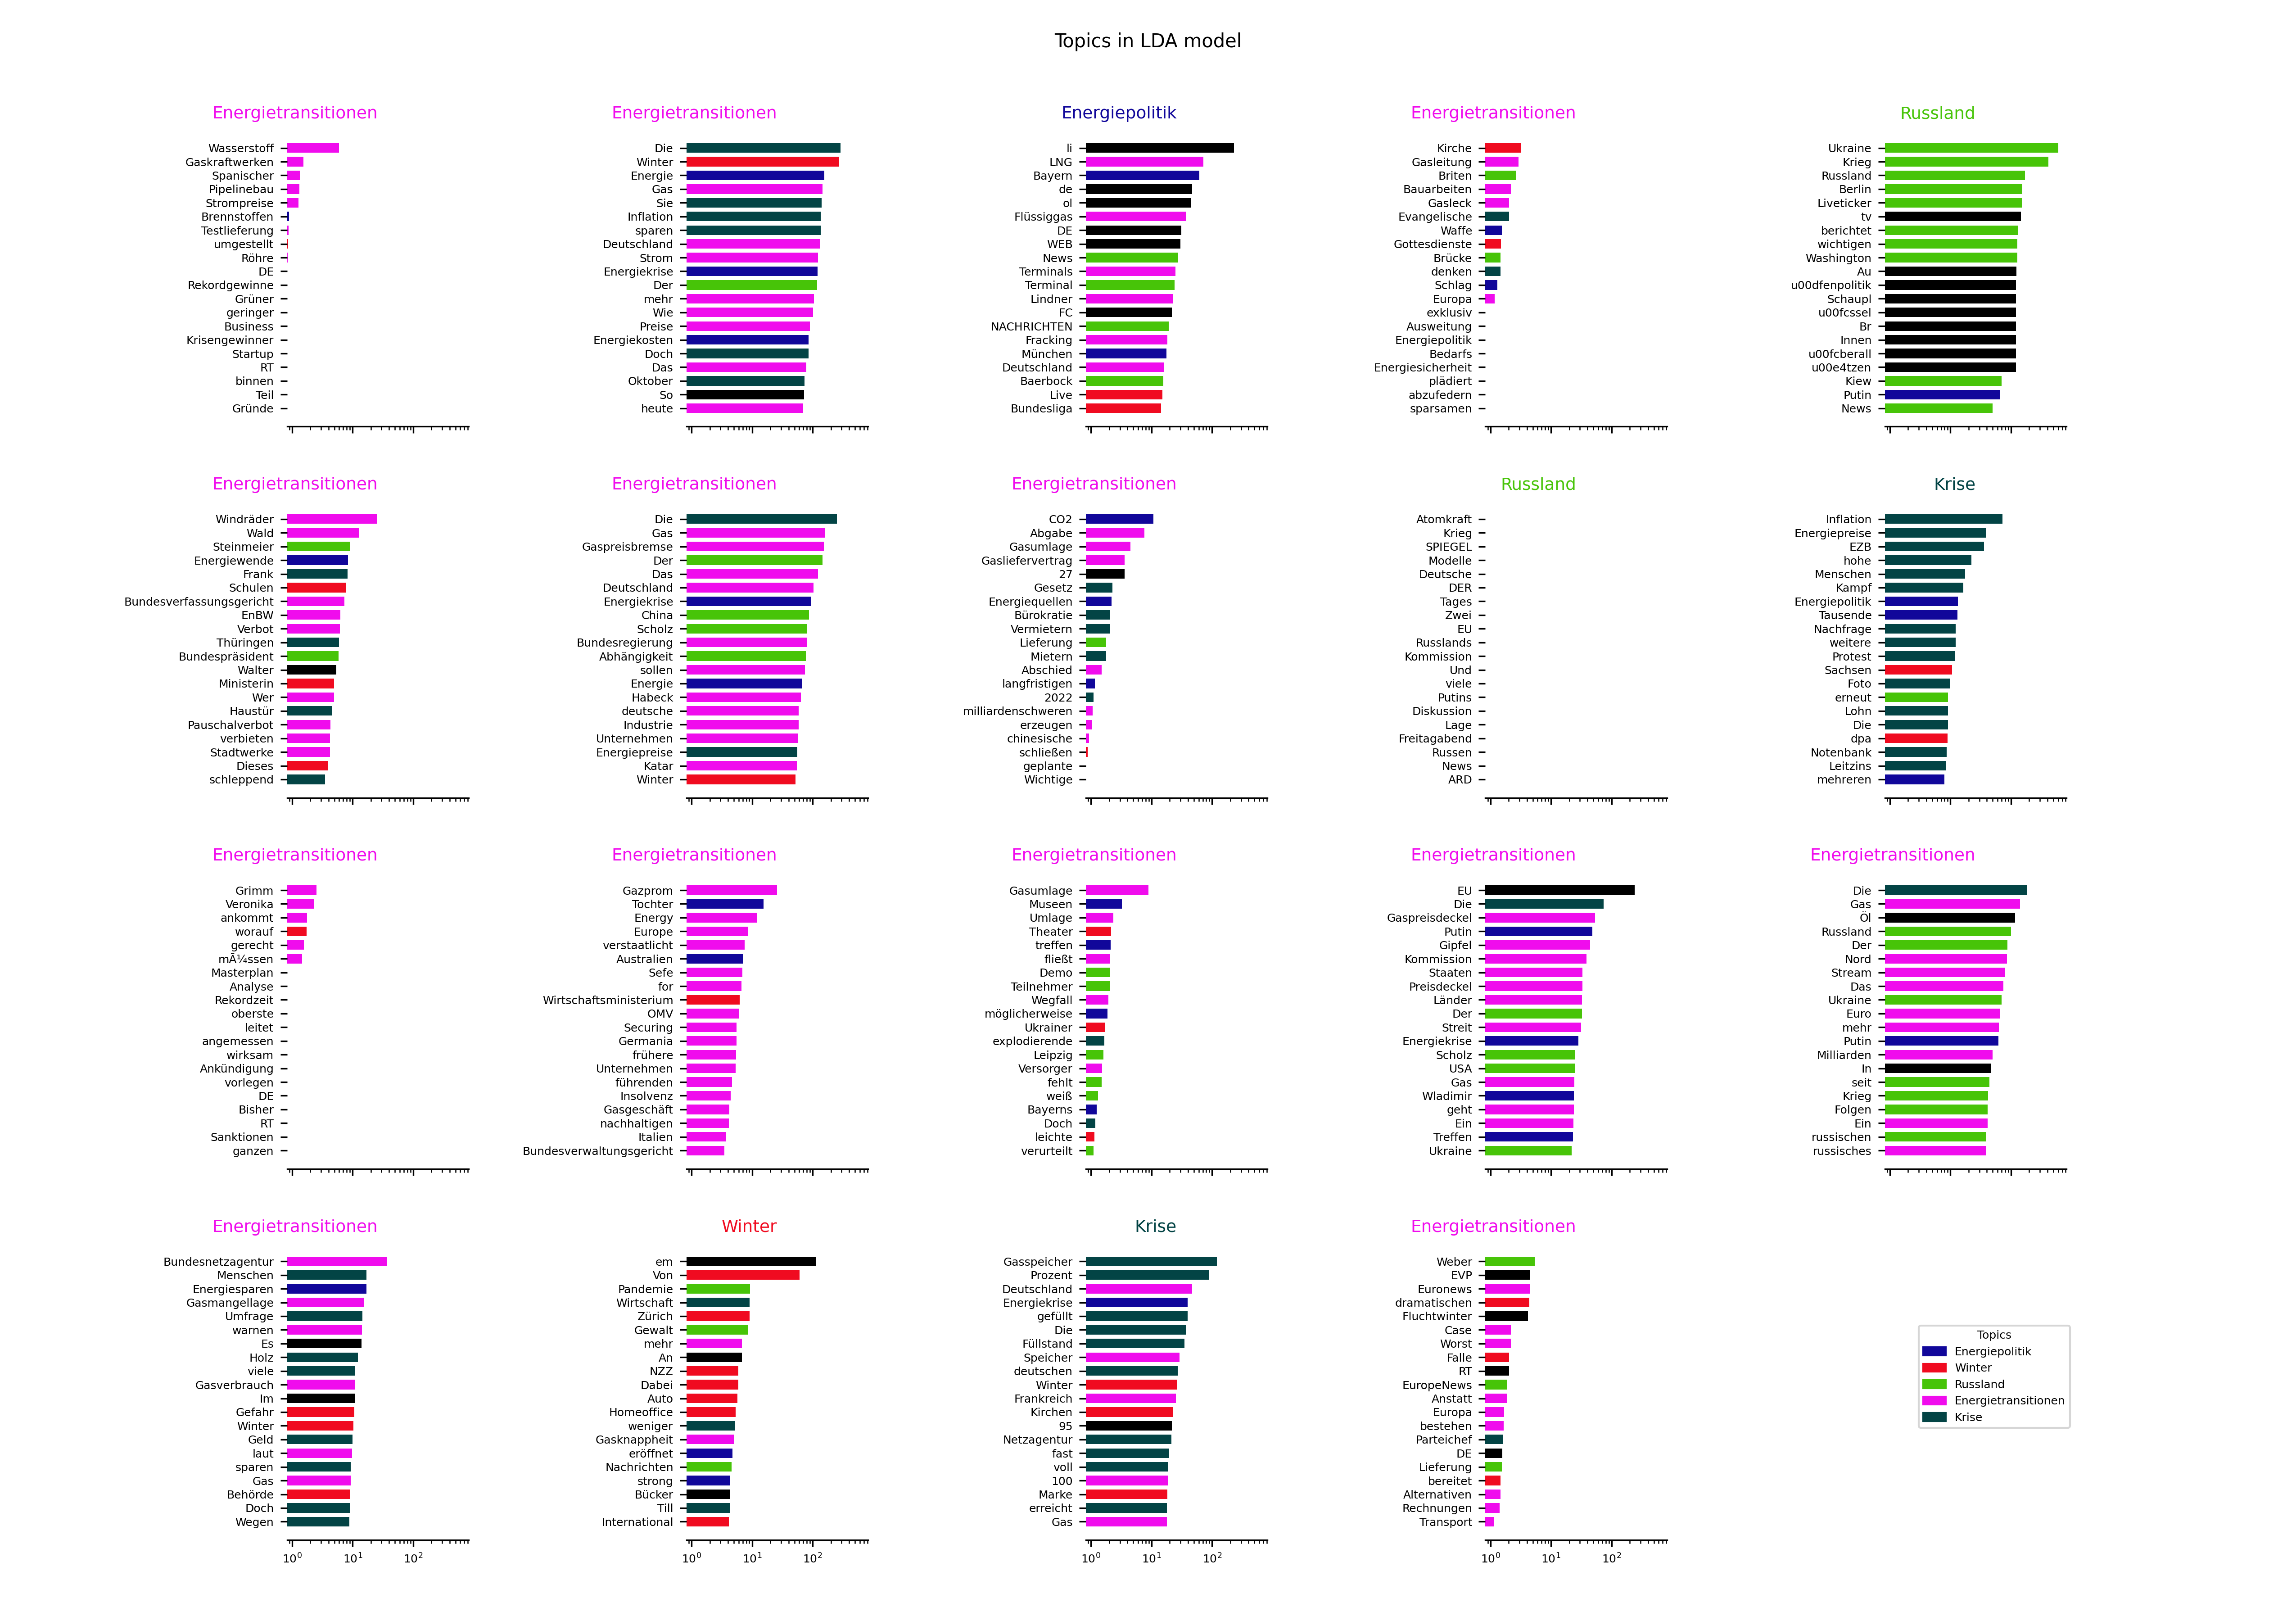 Topics in LDA model
Energietransitionen
Wasserstoff
Gaskraftwerken
Spanischer
Pipelinebau
Strompreise
Brennstoffen
Testlieferung
umgestellt
Röhre
DE
Rekordgewinne
Grüner
geringer
Business
Krisengewinner
Startup
RT
binnen
Teil
Gründe
Energietransitionen
Die
Winter
Energie
Gas
Sie
Inflation
sparen
Deutschland
Strom
Energiekrise
Der
mehr
Wie
Preise
Energiekosten
Doch
Das
Oktober
So
heute
Energiepolitik
li
LNG
Bayern
de
ol
Flüssiggas
DE
WEB
News
Terminals
Terminal
Lindner
FC
NACHRICHTEN
Fracking
München
Deutschland
Baerbock
Live
Bundesliga
Energietransitionen
Kirche
Gasleitung
Briten
Bauarbeiten
Gasleck
Evangelische
Waffe
Gottesdienste
Brücke
denken
Schlag
Europa
exklusiv
Ausweitung
Energiepolitik
Bedarfs
Energiesicherheit
plädiert
abzufedern
sparsamen
Russland
Ukraine
Krieg
Russland
Berlin
Liveticker
tv
berichtet
wichtigen
Washington
Au
u00dfenpolitik
Schaupl
u00fcssel
Br
Innen
u00fcberall
u00e4tzen
Kiew
Putin
News
Energietransitionen
Windräder
Wald
Steinmeier
Energiewende
Frank
Schulen
Bundesverfassungsgericht
EnBW
Verbot
Thüringen
Bundespräsident
Walter
Ministerin
Wer
Haustür
Pauschalverbot
verbieten
Stadtwerke
Dieses
schleppend
Energietransitionen
Die
Gas
Gaspreisbremse
Der
Das
Deutschland
Energiekrise
China
Scholz
Bundesregierung
Abhängigkeit
sollen
Energie
Habeck
deutsche
Industrie
Unternehmen
Energiepreise
Katar
Winter
Energietransitionen
CO2
Abgabe
Gasumlage
Gasliefervertrag
27
Gesetz
Energiequellen
Bürokratie
Vermietern
Lieferung
Mietern
Abschied
langfristigen
2022
milliardenschweren
erzeugen
chinesische
schließen
geplante
Wichtige
Russland
Atomkraft
Krieg
SPIEGEL
Modelle
Deutsche
DER
Tages
Zwei
EU
Russlands
Kommission
Und
viele
Putins
Diskussion
Lage
Freitagabend
Russen
News
ARD
Krise
Inflation
Energiepreise
EZB
hohe
Menschen
Kampf
Energiepolitik
Tausende
Nachfrage
weitere
Protest
Sachsen
Foto
erneut
Lohn
Die
dpa
Notenbank
Leitzins
mehreren
Energietransitionen
Grimm
Veronika
ankommt
worauf
gerecht
mÃ¼ssen
Masterplan
Analyse
Rekordzeit
oberste
leitet
angemessen
wirksam
Ankündigung
vorlegen
DE
Bisher
RT
Sanktionen
ganzen
Energietransitionen
Gazprom
Tochter
Energy
Europe
verstaatlicht
Australien
Sefe
for
Wirtschaftsministerium
OMV
Securing
Germania
frühere
Unternehmen
führenden
Insolvenz
Gasgeschäft
nachhaltigen
Italien
Bundesverwaltungsgericht
Energietransitionen
Gasumlage
Museen
Umlage
Theater
treffen
fließt
Demo
Teilnehmer
Wegfall
möglicherweise
Ukrainer
explodierende
Leipzig
Versorger
fehlt
weiß
Bayerns
Doch
leichte
verurteilt
Energietransitionen
EU
Die
Gaspreisdeckel
Putin
Gipfel
Kommission
Staaten
Preisdeckel
Länder
Der
Streit
Energiekrise
Scholz
USA
Gas
Wladimir
geht
Ein
Treffen
Ukraine
Energietransitionen
Die
Gas
Öl
Russland
Der
Nord
Stream
Das
Ukraine
Euro
mehr
Putin
Milliarden
In
seit
Krieg
Folgen
Ein
russischen
russisches
Energietransitionen
Bundesnetzagentur
Menschen
Energiesparen
Gasmangellage
Umfrage
warnen
Es
Holz
viele
Gasverbrauch
Im
Gefahr
Winter
Geld
laut
sparen
Gas
Behörde
Doch
Wegen
10⁰ 10¹ 10²
Winter
em
Von
Pandemie
Wirtschaft
Zürich
Gewalt
mehr
An
NZZ
Dabei
Auto
Homeoffice
weniger
Gasknappheit
eröffnet
Nachrichten
strong
Bücker
Till
International
10⁰ 10¹ 10²
Krise
Gasspeicher
Prozent
Deutschland
Energiekrise
gefüllt
Die
Füllstand
Speicher
deutschen
Winter
Frankreich
Kirchen
95
Netzagentur
fast
voll
100
Marke
erreicht
Gas
10⁰ 10¹ 10²
Energietransitionen
Weber
EVP
Euronews
dramatischen
Fluchtwinter
Case
Worst
Falle
RT
EuropeNews
Anstatt
Europa
bestehen
Parteichef
DE
Lieferung
bereitet
Alternativen
Rechnungen
Transport
10⁰ 10¹ 10²
Topics
Energiepolitik
Winter
Russland
Energietransitionen
Krise